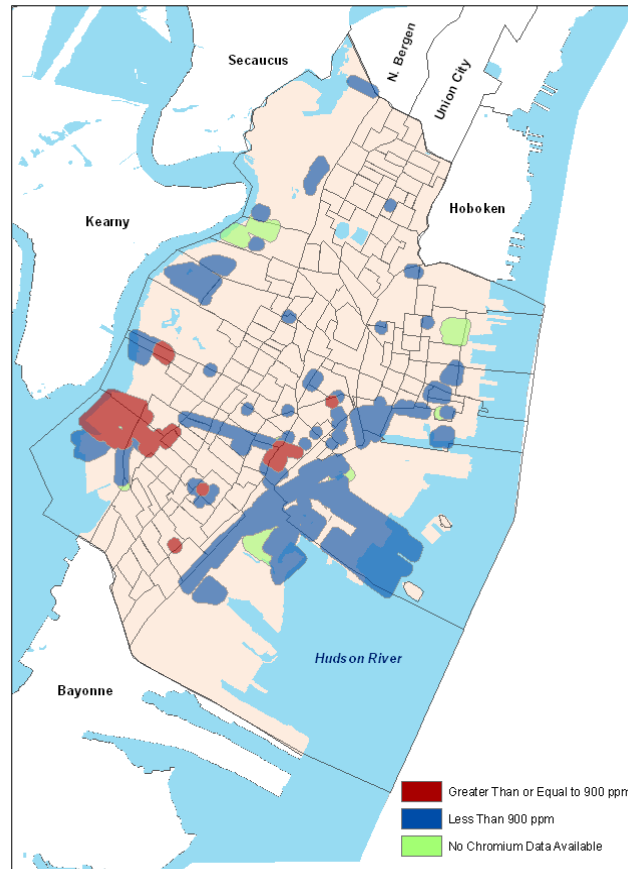 Secaucus
N. Bergen
Union City
Kearny
Hoboken
Hudson River
Bayonne
Greater Than or Equal to 900 ppm
Less Than 900 ppm
No Chromium Data Available